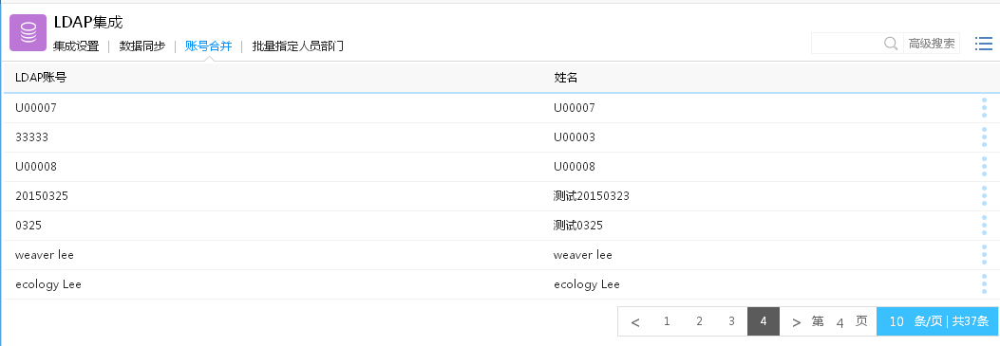 LDAP集成
集成设置 | 数据同步 | 账号合并 | 批量指定人员部门
高级搜索
LDAP账号 姓名
U00007 U00007
33333 U00003
U00008 U00008
20150325 测试20150323
0325 测试0325
weaver lee weaver lee
ecology Lee ecology Lee
< 1 2 3 4 > 第 4 页 10 条/页 | 共37条